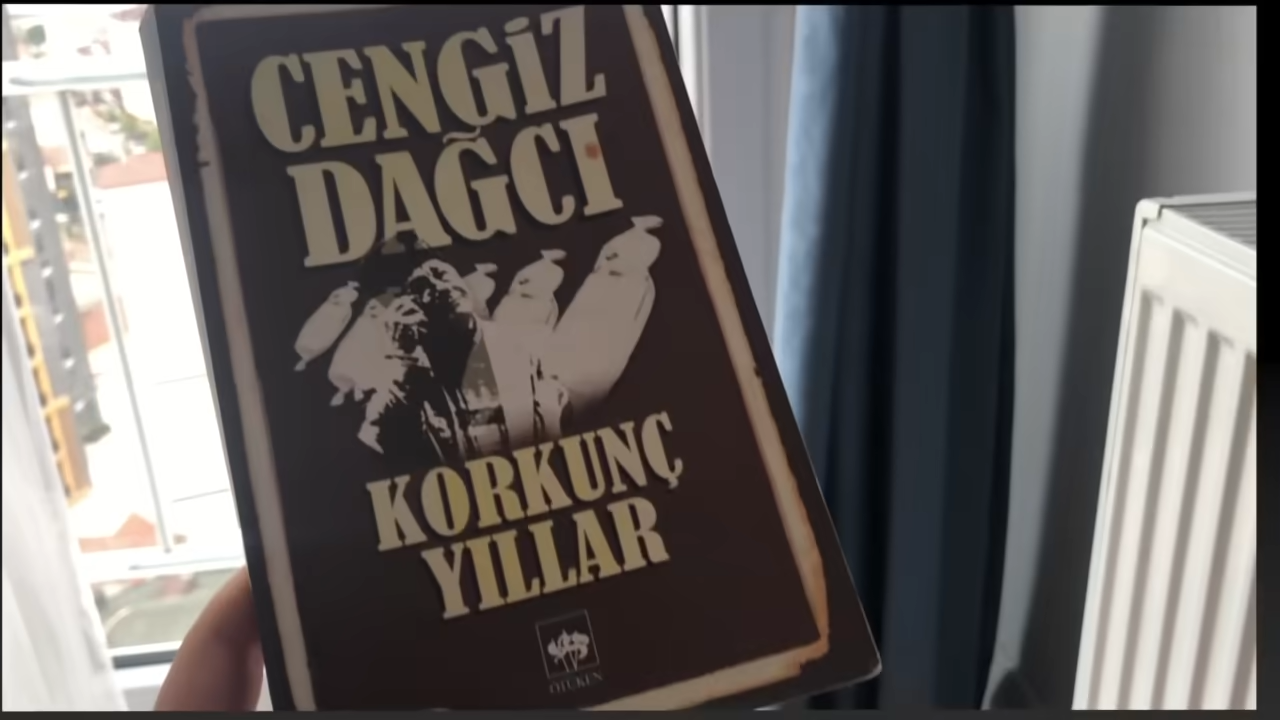 CENGİZ
DAĞCI
KORKUNÇ
YILLAR
ÖTÜKEN